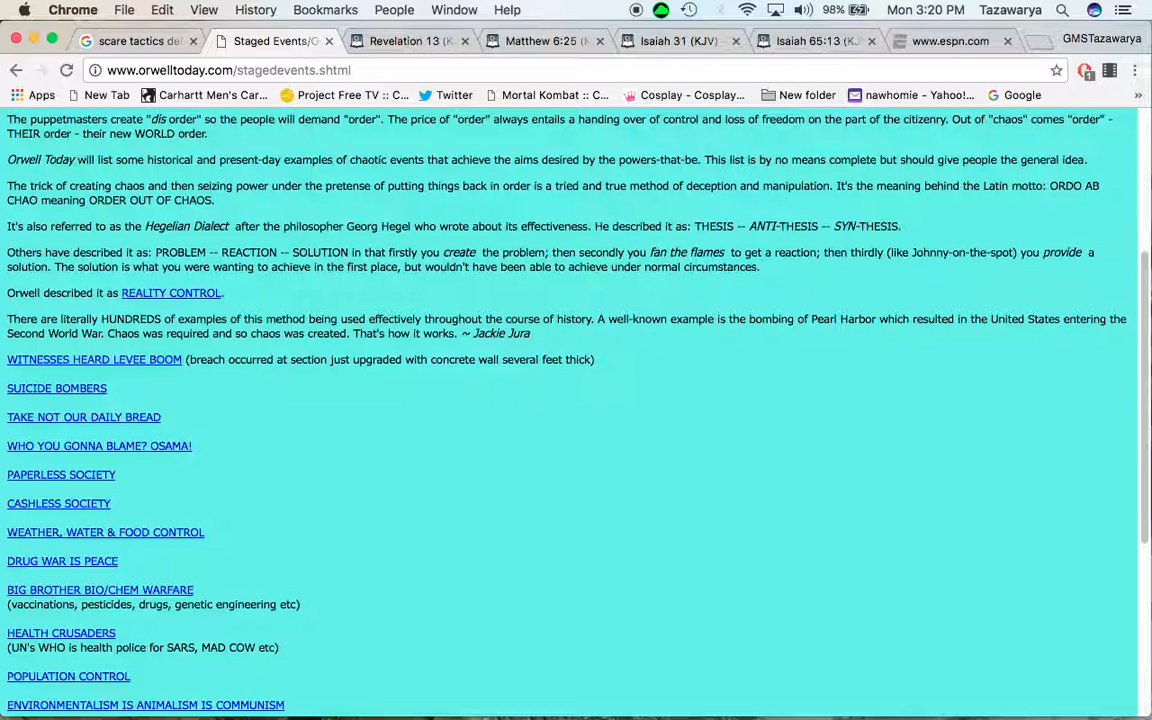 Chrome File Edit View History Bookmarks People Window Help 98% Mon 3:20 PM Tazawarya
scare tactics de Staged Events/O Revelation 13 (K Matthew 6:25 ( Isaiah 31 (KJV) Isaiah 65:13 (KJ www.espn.com GMSTazawarya
www.orwelltoday.com/stagedevents.shtml
Apps New Tab Carhartt Men's Car... Project Free TV :: C... Twitter Mortal Kombat :: C... Cosplay - Cosplay... New folder nawhomie - Yahoo!... Google »
The puppetmasters create "dis order" so the people will demand "order". The price of "order" always entails a handing over of control and loss of freedom on the part of the citizenry. Out of "chaos" comes "order" -
THEIR order - their new WORLD order.
Orwell Today will list some historical and present-day examples of chaotic events that achieve the aims desired by the powers-that-be. This list is by no means complete but should give people the general idea.
The trick of creating chaos and then seizing power under the pretense of putting things back in order is a tried and true method of deception and manipulation. It's the meaning behind the Latin motto: ORDO AB
CHAO meaning ORDER OUT OF CHAOS.
It's also referred to as the Hegelian Dialect after the philosopher Georg Hegel who wrote about its effectiveness. He described it as: THESIS -- ANTI-THESIS -- SYN-THESIS.
Others have described it as: PROBLEM -- REACTION -- SOLUTION in that firstly you create the problem; then secondly you fan the flames to get a reaction; then thirdly (like Johnny-on-the-spot) you provide a
solution. The solution is what you were wanting to achieve in the first place, but wouldn't have been able to achieve under normal circumstances.
Orwell described it as REALITY CONTROL.
There are literally HUNDREDS of examples of this method being used effectively throughout the course of history. A well-known example is the bombing of Pearl Harbor which resulted in the United States entering the
Second World War. Chaos was required and so chaos was created. That's how it works. ~ Jackie Jura
WITNESSES HEARD LEVEE BOOM (breach occurred at section just upgraded with concrete wall several feet thick)
SUICIDE BOMBERS
TAKE NOT OUR DAILY BREAD
WHO YOU GONNA BLAME? OSAMA!
PAPERLESS SOCIETY
CASHLESS SOCIETY
WEATHER, WATER & FOOD CONTROL
DRUG WAR IS PEACE
BIG BROTHER BIO/CHEM WARFARE
(vaccinations, pesticides, drugs, genetic engineering etc)
HEALTH CRUSADERS
(UN's WHO is health police for SARS, MAD COW etc)
POPULATION CONTROL
ENVIRONMENTALISM IS ANIMALISM IS COMMUNISM